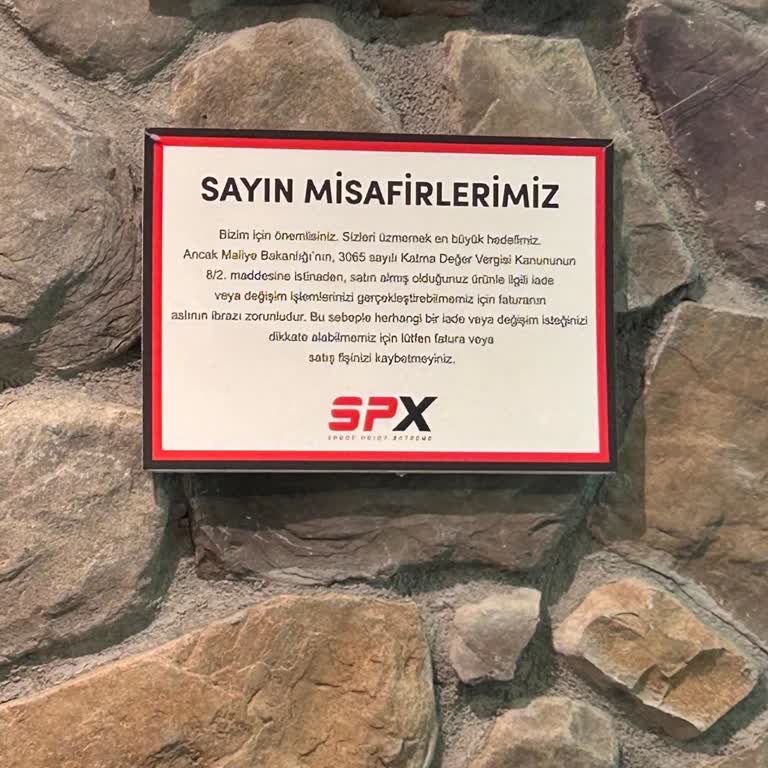 SAYIN MİSAFİRLERİMİZ
Bizim için önemlisiniz. Sizleri üzmemek en büyük hedefimiz.
Ancak Maliye Bakanlığı'nın, 3065 sayılı Katma Değer Vergisi Kanununun
8/2. maddesine istinaden, satın almış olduğunuz ürünle ilgili iade
veya değişim işlemlerinizi gerçekleştirebilmemiz için faturanın
aslının ibrazı zorunludur. Bu sebeple herhangi bir iade veya değişim isteğinizi
dikkate alabilmemiz için lütfen fatura veya
satış fişinizi kaybetmeyiniz.
SPX